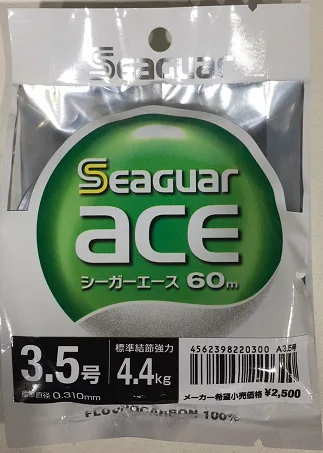 Seaguar
Seaguar
ace
シーガーエース 60m
3.5号
標準直径 0.310mm
標準結節強力
4.4kg
4562398220300 A3.5号
メーカー希望小売価格 ¥2,500
FLUOROCARBON 100%